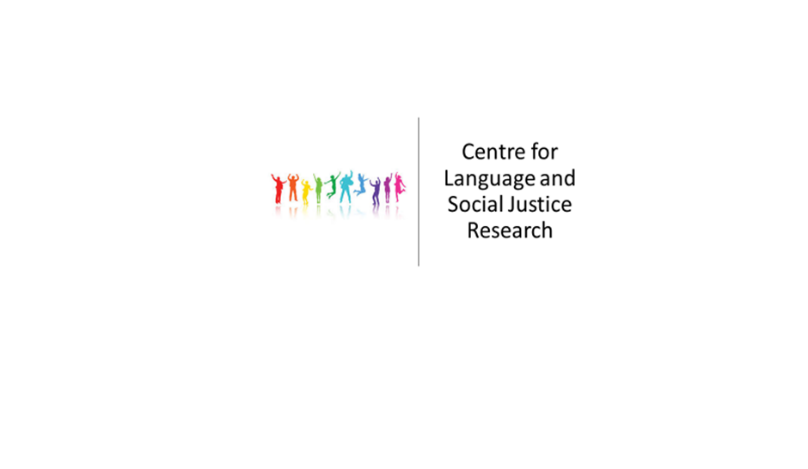 Centre for
Language and
Social Justice
Research